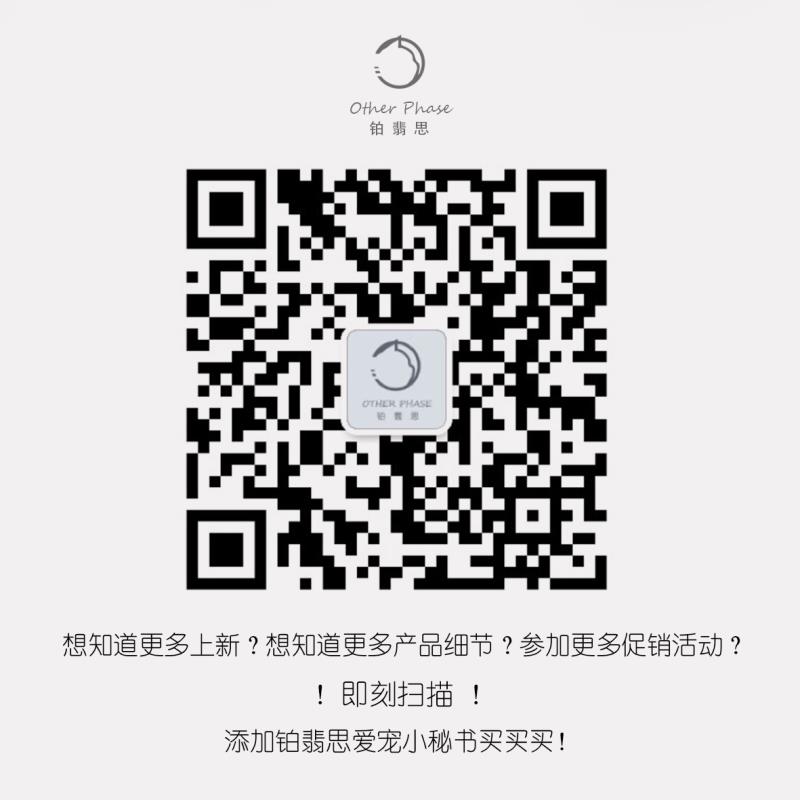 Other Phase
铂翡思
OTHER PHASE
铂翡思
想知道更多上新？想知道更多产品细节？参加更多促销活动？
！即刻扫描！
添加铂翡思爱宠小秘书买买买！